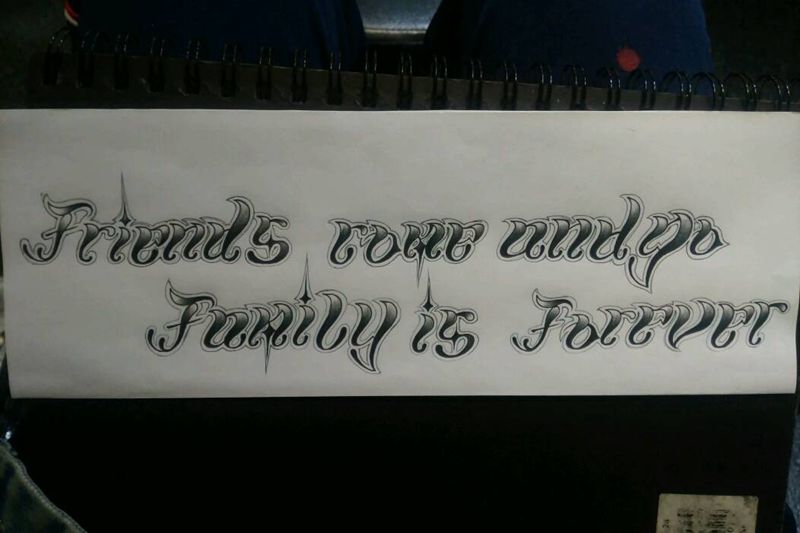 Friends come and go
Family is Forever